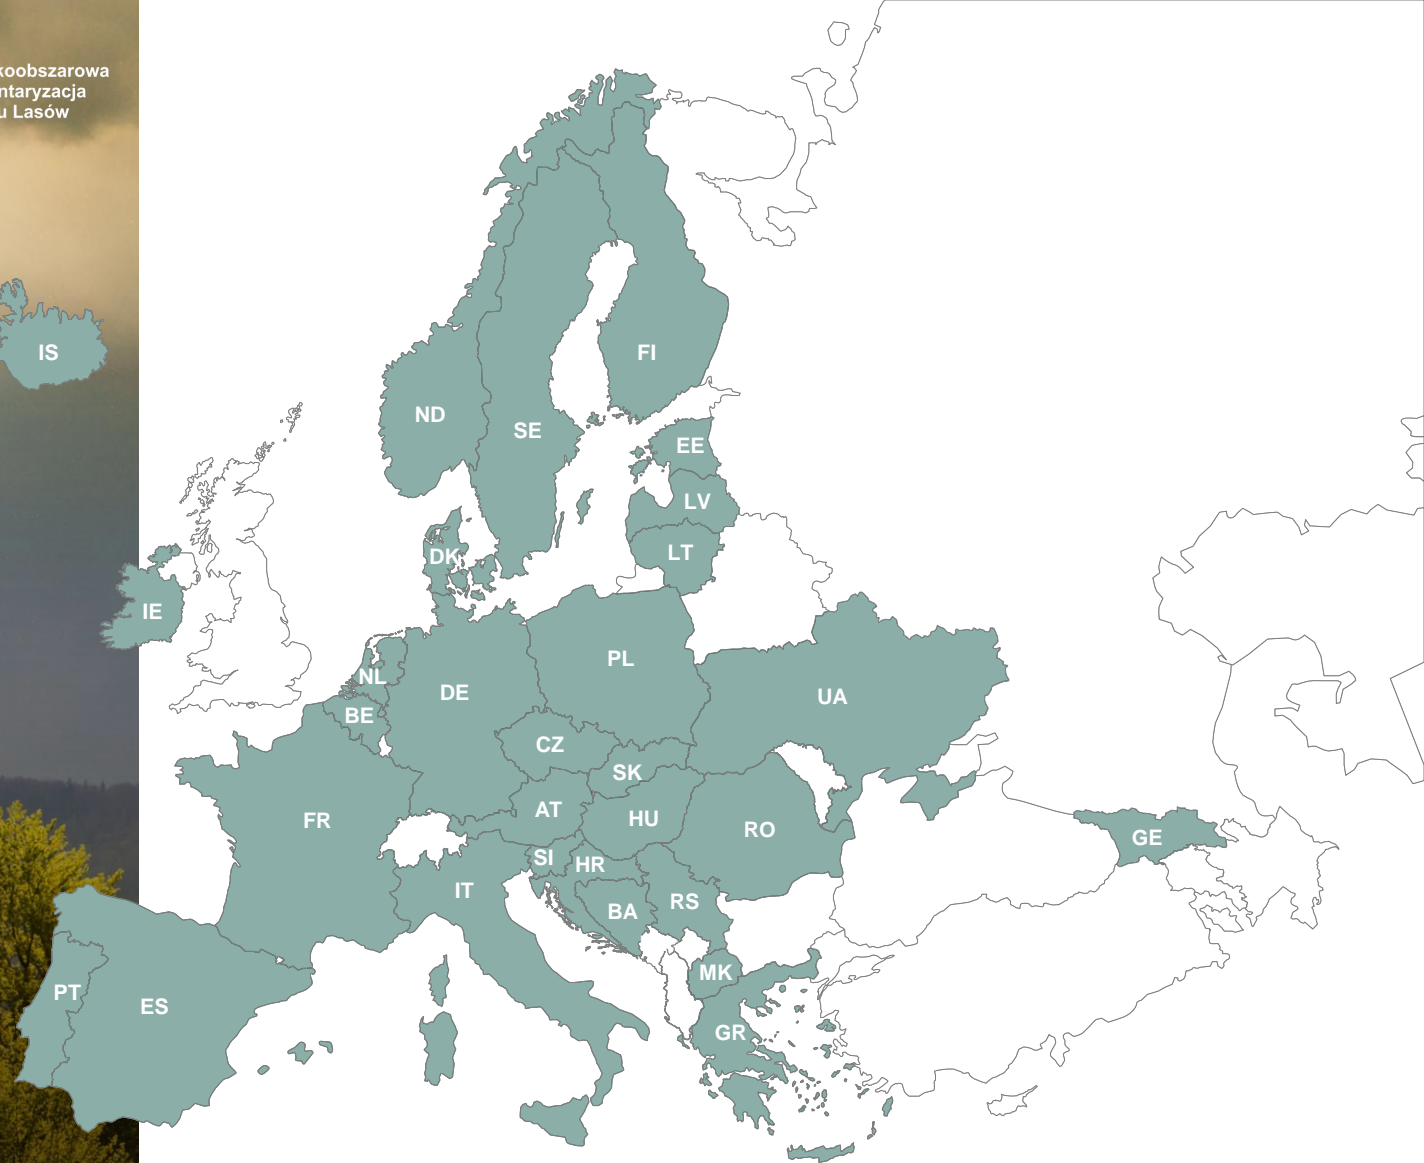 koobszarowa
ntaryzacja
u Lasów
IS
FI
ND
SE
EE
LV
LT
DK
IE
PL
NL
DE
UA
BE
CZ
SK
AT
HU
FR
RO
GE
SI
HR
IT
RS
BA
MK
PT
ES
GR